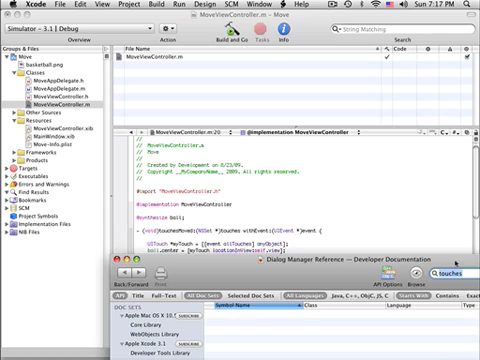 Xcode File Edit View Project Build Run Design SCM Window Help Sun 7:17 PM
MoveViewController.m - Move
Simulator - 3.1
String Matching
Overview Action Build and Go Tasks Info Search
Groups & Files
Move
basketball.png
Classes
MoveAppDelegate.h
MoveAppDelegate.m
MoveViewController.h
MoveViewController.m
Other Sources
Resources
MoveViewController.xib
MainWindow.xib
Move-Info.plist
Frameworks
Products
Targets
Executables
Errors and Warnings
Find Results
Bookmarks
SCM
Project Symbols
Implementation Files
NIB Files
File Name Code
MoveViewController.m
MoveViewController.m:20 @implementation MoveViewController
//
// MoveViewController.m
// Move
//
// Created by Development on 8/23/09.
// Copyright __MyCompanyName__ 2009. All rights reserved.
//
#import "MoveViewController.h"
@implementation MoveViewController
@synthesize ball;
- (void)touchesMoved:(NSSet *)touches withEvent:(UIEvent *)event {
UITouch *myTouch = [[event allTouches] anyObject];
ball.center = [myTouch locationInView:self.view];
Dialog Manager Reference — Developer Documentation
touches
Back/Forward Print API Options Browse Search
API Title Full-Text All Doc Sets Selected Doc Sets All Languages Java, C++, ObjC, JS, C Starts With Contains Exact
DOC SETS
Symbol Name Class Language
Apple Mac OS X 10.5 SUBSCRIBE
Core Library
WebObjects Library
Apple Xcode 3.1 SUBSCRIBE
Developer Tools Library